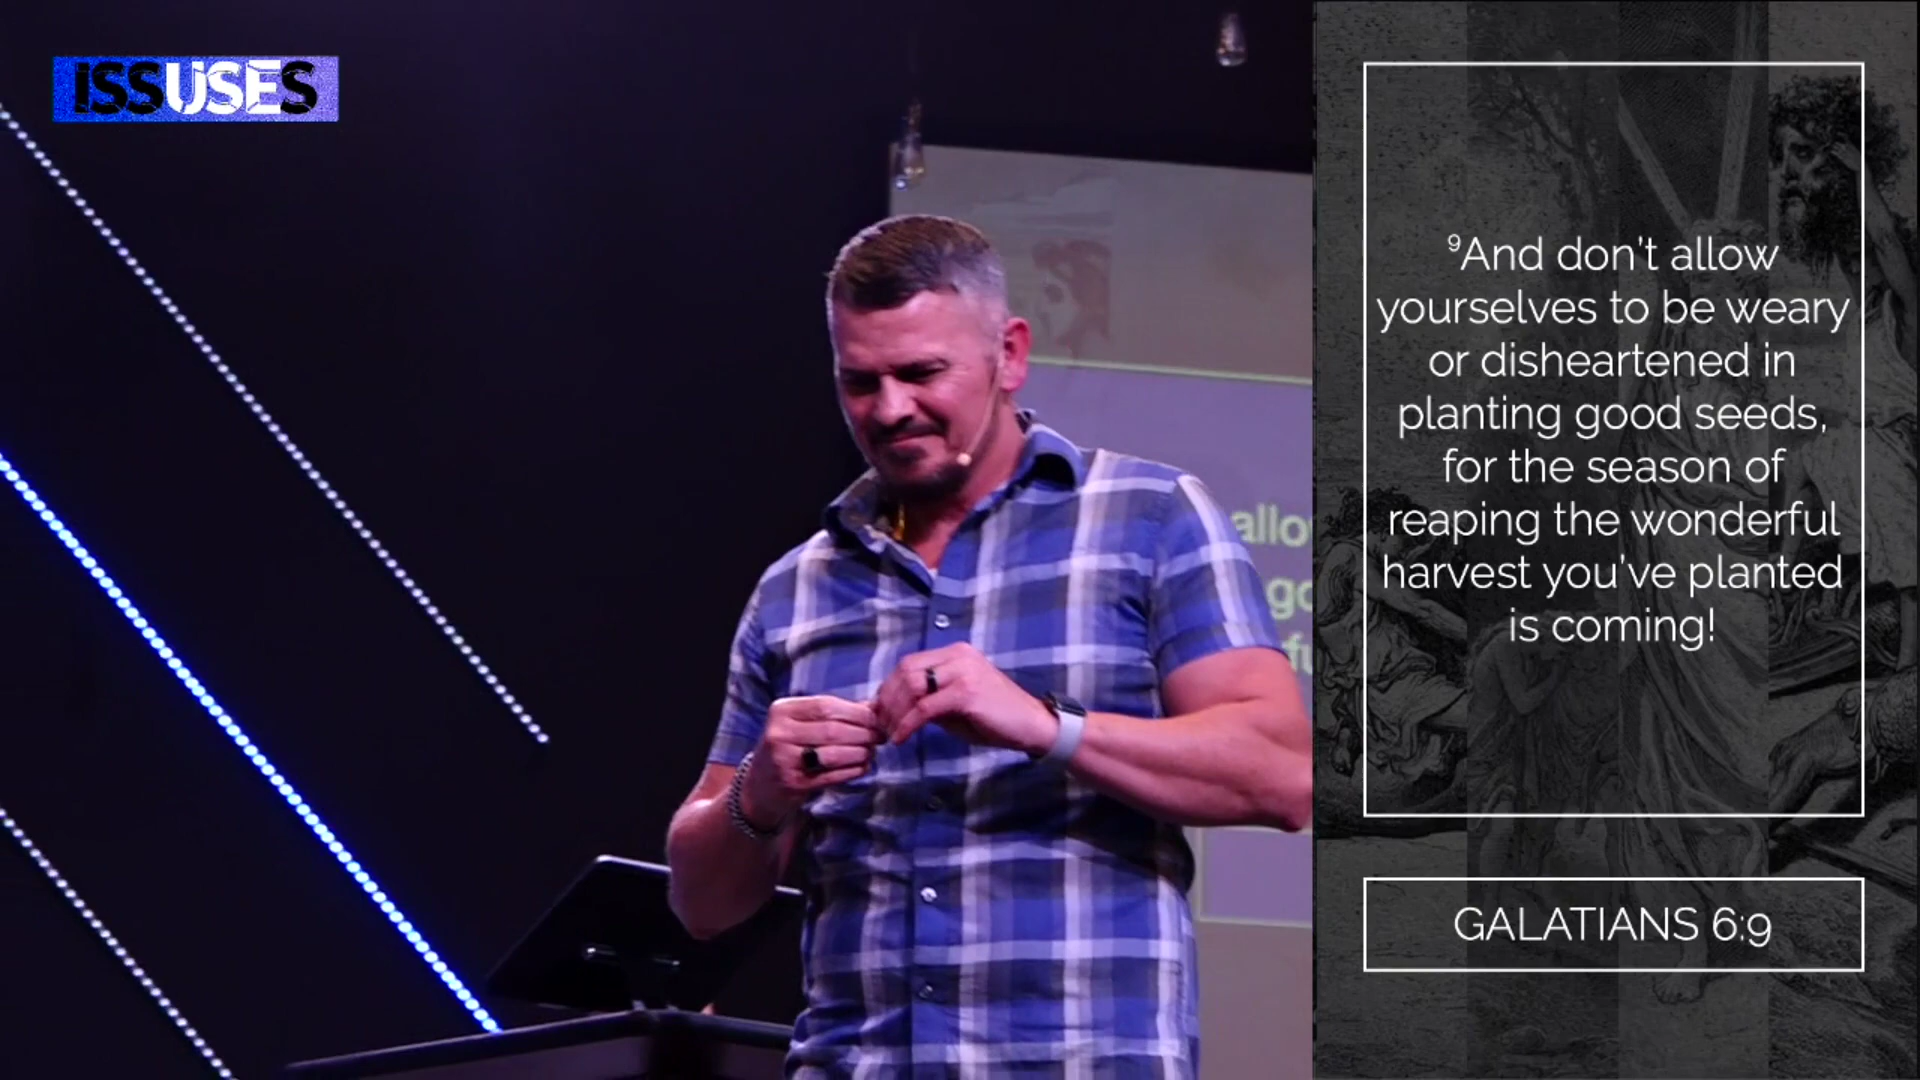 ISSUSES
⁹And don't allow
yourselves to be weary
or disheartened in
planting good seeds,
for the season of
reaping the wonderful
harvest you've planted
is coming!
GALATIANS 6:9